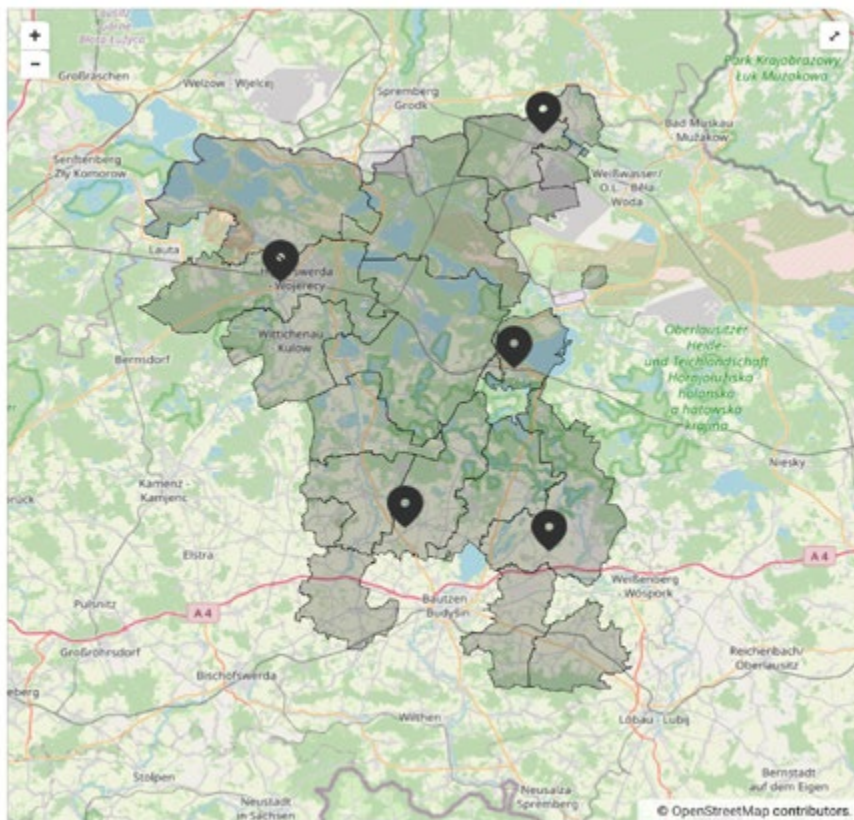 +
−
Großräschen
Welzow - Wjelcej
Spremberg
Grodk
Park Krajobrazowy
Łuk Mużakowa
Bad Muskau
Mużakow
Senftenberg
Zły Komorow
Weißwasser/
O.L. - Běła
Woda
Lauta
- Wojerecy
Wittichenau
Kulow
Bernsdorf
Oberlausitzer
Heide-
und Teichlandschaft
Hornjołužiska
holanska
a hatowska
krajina
Niesky
Kamenz -
Kamjenc
Elstra
A 4
Weißenberg
Wóspork
Pulsnitz
A 4
Bautzen
Budyšin
Großröhrsdorf
Reichenbach/
Oberlausitz
Bischofswerda
Wilthen
Löbau - Lubij
Stolpen
Neusalza
Spremberg
Bernstadt
auf dem Eigen
Neustadt
in Sachsen
© OpenStreetMap contributors.